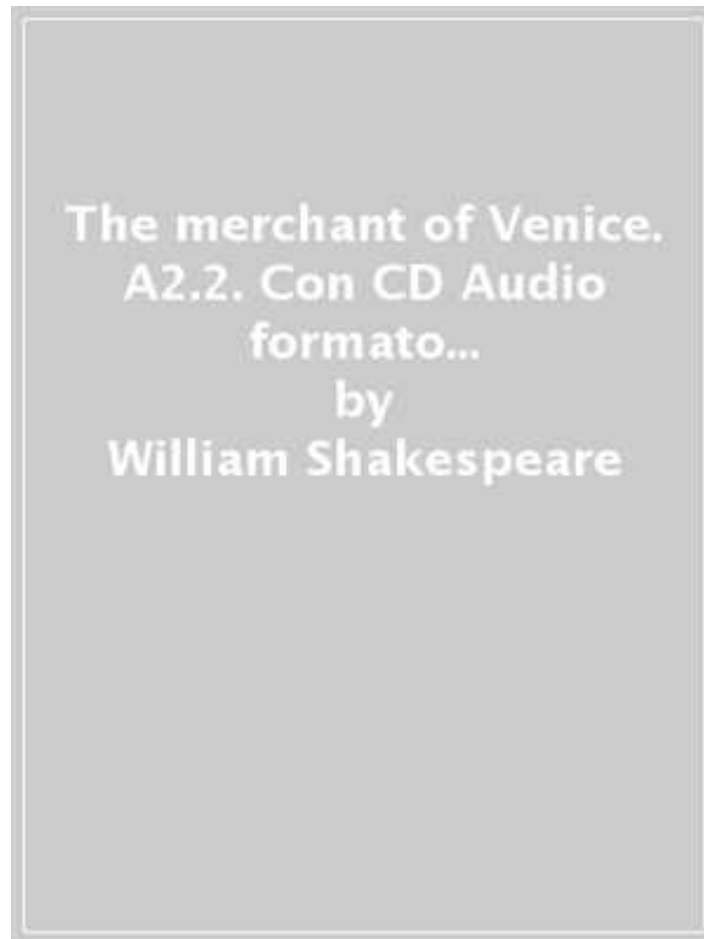 The merchant of Venice.
A2.2. Con CD Audio
formato...
by
William Shakespeare